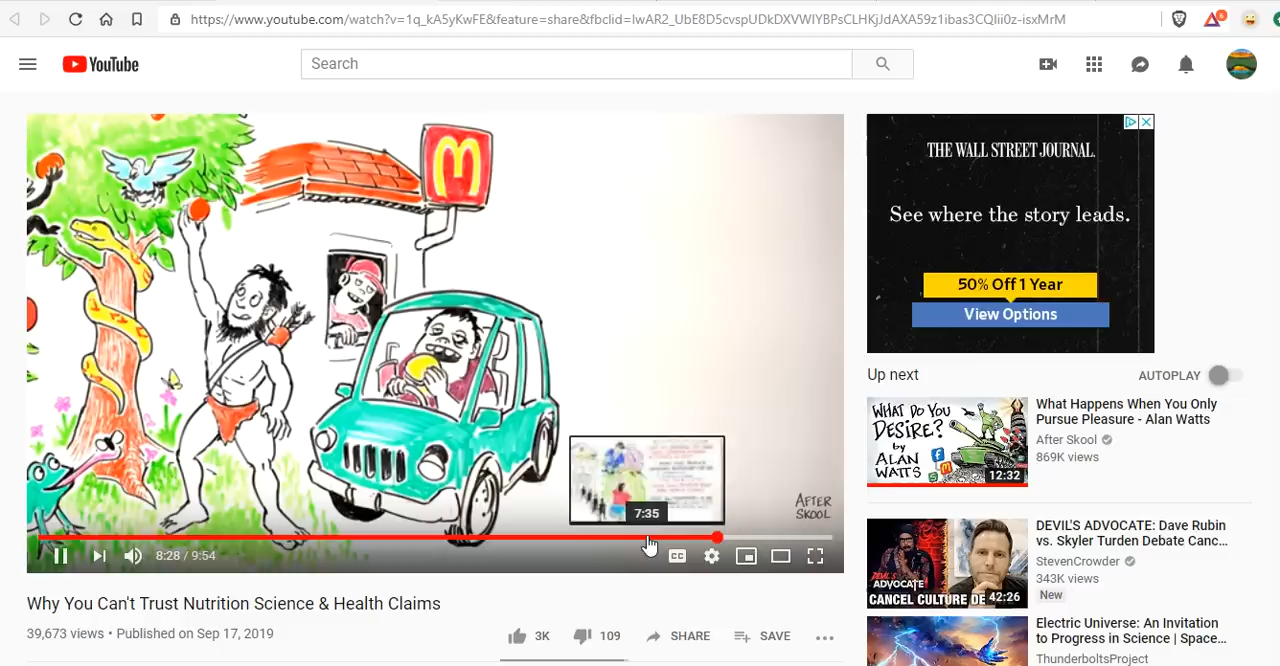 https://www.youtube.com/watch?v=1q_kA5yKwFE&feature=share&fbclid=IwAR2_UbE8D5cvspUDkDXVWIYBPsCLHKjJdAXA59z1ibas3CQIii0z-isxMrM
6
YouTube
Search
M
AFTER
SKOOL
7:35
8:28 / 9:54
CC
Why You Can't Trust Nutrition Science & Health Claims
39,673 views • Published on Sep 17, 2019
3K
109
SHARE
SAVE
THE WALL STREET JOURNAL.
See where the story leads.
50% Off 1 Year
View Options
Up next
AUTOPLAY
WHAT DO YOU
DESIRE?
by
ALAN
WATTS
12:32
What Happens When You Only
Pursue Pleasure - Alan Watts
After Skool
869K views
DEVIL'S
ADVOCATE
CANCEL CULTURE DE
42:26
DEVIL'S ADVOCATE: Dave Rubin
vs. Skyler Turden Debate Canc...
StevenCrowder
343K views
New
Electric Universe: An Invitation
to Progress in Science | Space...
ThunderboltsProject